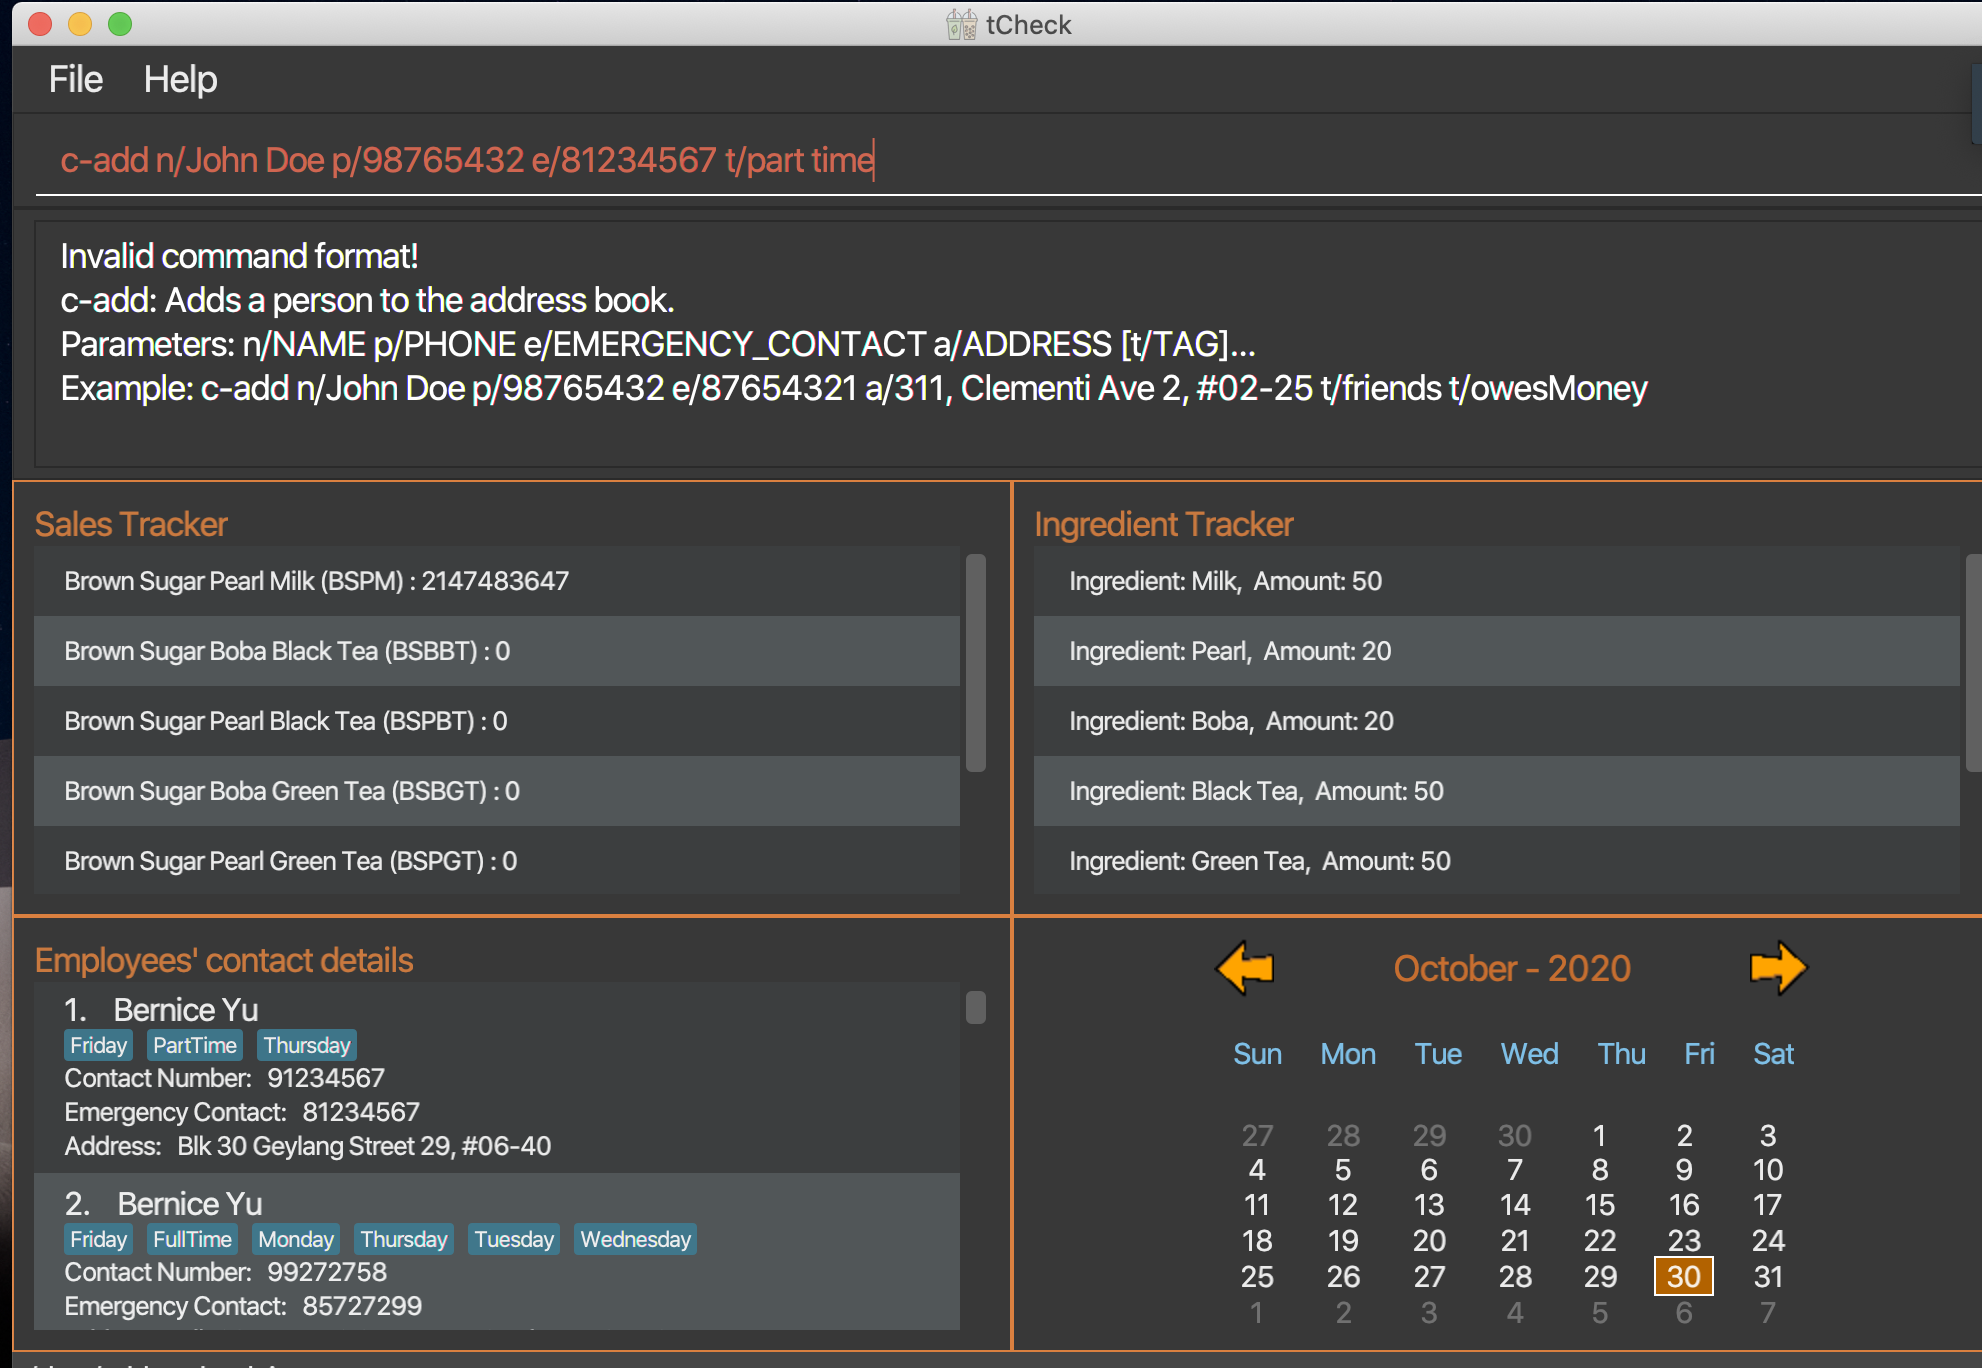 tCheck
File Help
c-add n/John Doe p/98765432 e/81234567 t/part time
Invalid command format!
c-add: Adds a person to the address book.
Parameters: n/NAME p/PHONE e/EMERGENCY_CONTACT a/ADDRESS [t/TAG]...
Example: c-add n/John Doe p/98765432 e/87654321 a/311, Clementi Ave 2, #02-25 t/friends t/owesMoney
Sales Tracker
Brown Sugar Pearl Milk (BSPM) : 2147483647
Brown Sugar Boba Black Tea (BSBBT) : 0
Brown Sugar Pearl Black Tea (BSPBT) : 0
Brown Sugar Boba Green Tea (BSBGT) : 0
Brown Sugar Pearl Green Tea (BSPGT) : 0
Ingredient Tracker
Ingredient: Milk, Amount: 50
Ingredient: Pearl, Amount: 20
Ingredient: Boba, Amount: 20
Ingredient: Black Tea, Amount: 50
Ingredient: Green Tea, Amount: 50
Employees' contact details
1. Bernice Yu
Friday PartTime Thursday
Contact Number: 91234567
Emergency Contact: 81234567
Address: Blk 30 Geylang Street 29, #06-40
2. Bernice Yu
Friday FullTime Monday Thursday Tuesday Wednesday
Contact Number: 99272758
Emergency Contact: 85727299
October - 2020
Sun Mon Tue Wed Thu Fri Sat
27 28 29 30 1 2 3
4 5 6 7 8 9 10
11 12 13 14 15 16 17
18 19 20 21 22 23 24
25 26 27 28 29 30 31
1 2 3 4 5 6 7